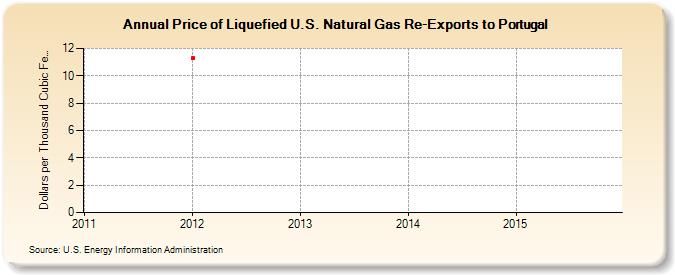 Annual Price of Liquefied U.S. Natural Gas Re-Exports to Portugal
Dollars per Thousand Cubic Fe...
12
10
8
6
4
2
0
2011 2012 2013 2014 2015
Source: U.S. Energy Information Administration